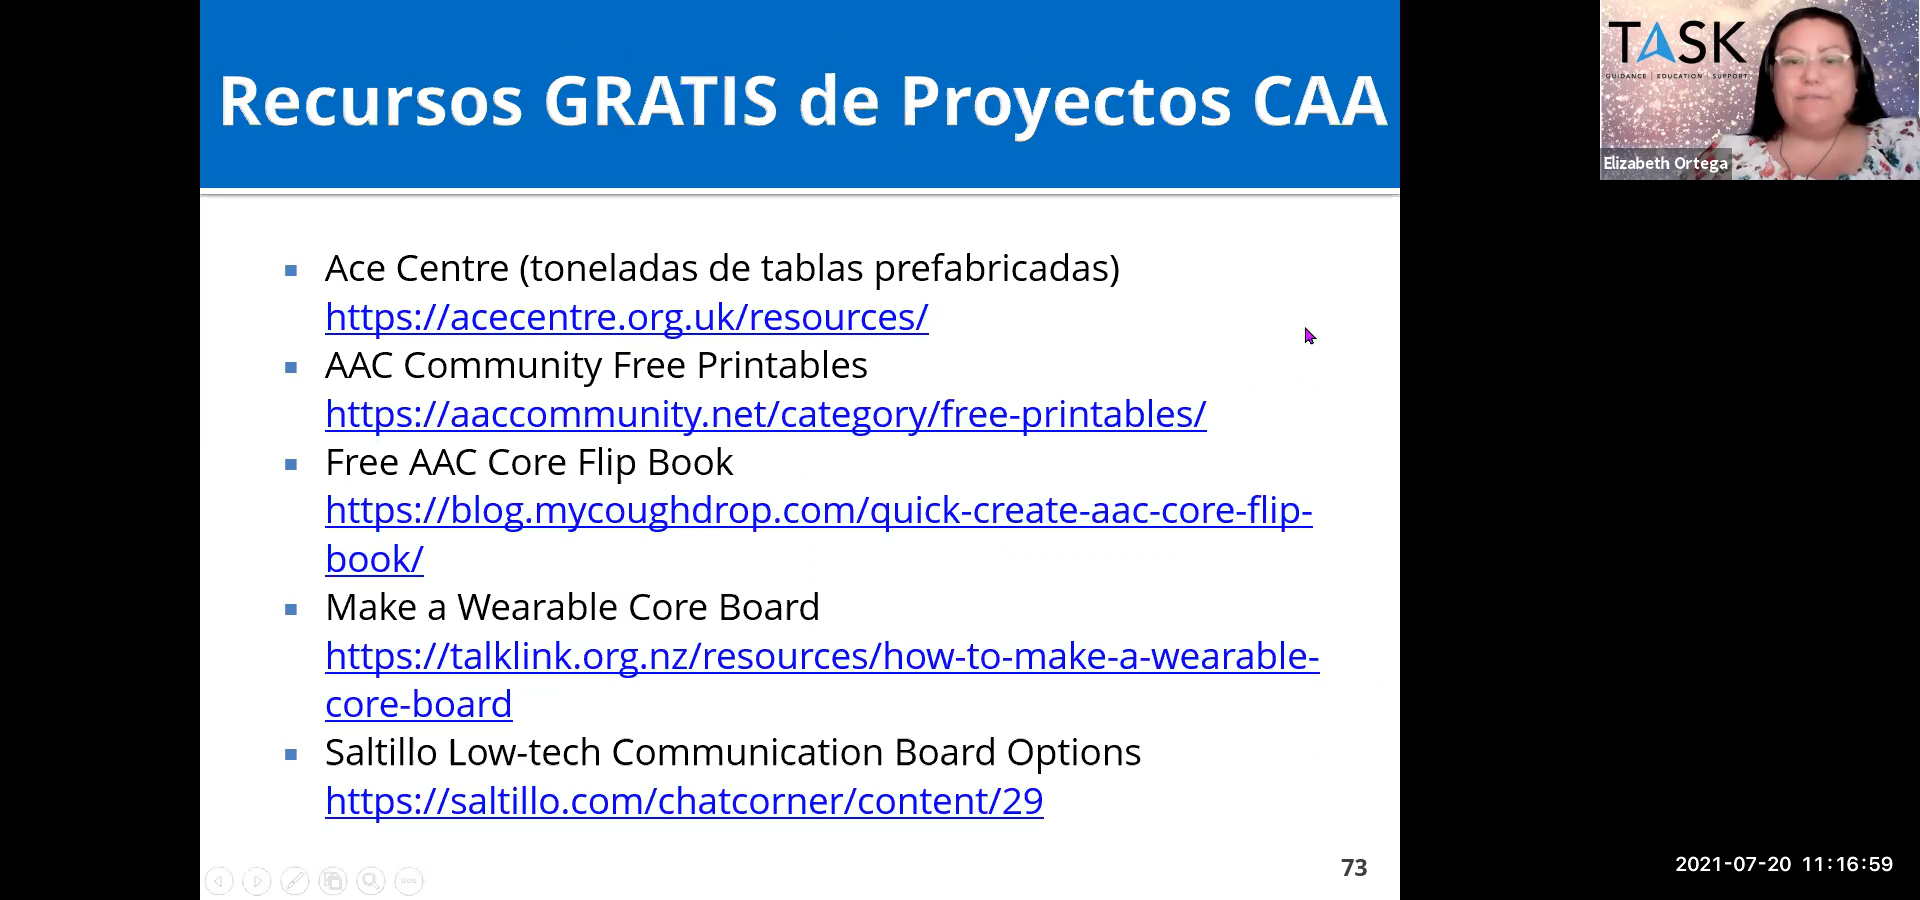 Recursos GRATIS de Proyectos CAA
Ace Centre (toneladas de tablas prefabricadas)
https://acecentre.org.uk/resources/
AAC Community Free Printables
https://aaccommunity.net/category/free-printables/
Free AAC Core Flip Book
https://blog.mycoughdrop.com/quick-create-aac-core-flip-
book/
Make a Wearable Core Board
https://talklink.org.nz/resources/how-to-make-a-wearable-
core-board
Saltillo Low-tech Communication Board Options
https://saltillo.com/chatcorner/content/29
73
TASK
GUIDANCE | EDUCATION | SUPPORT
Elizabeth Ortega
2021-07-20 11:16:59